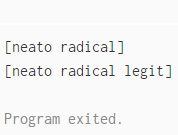 [neato radical]
[neato radical legit]
Program exited.